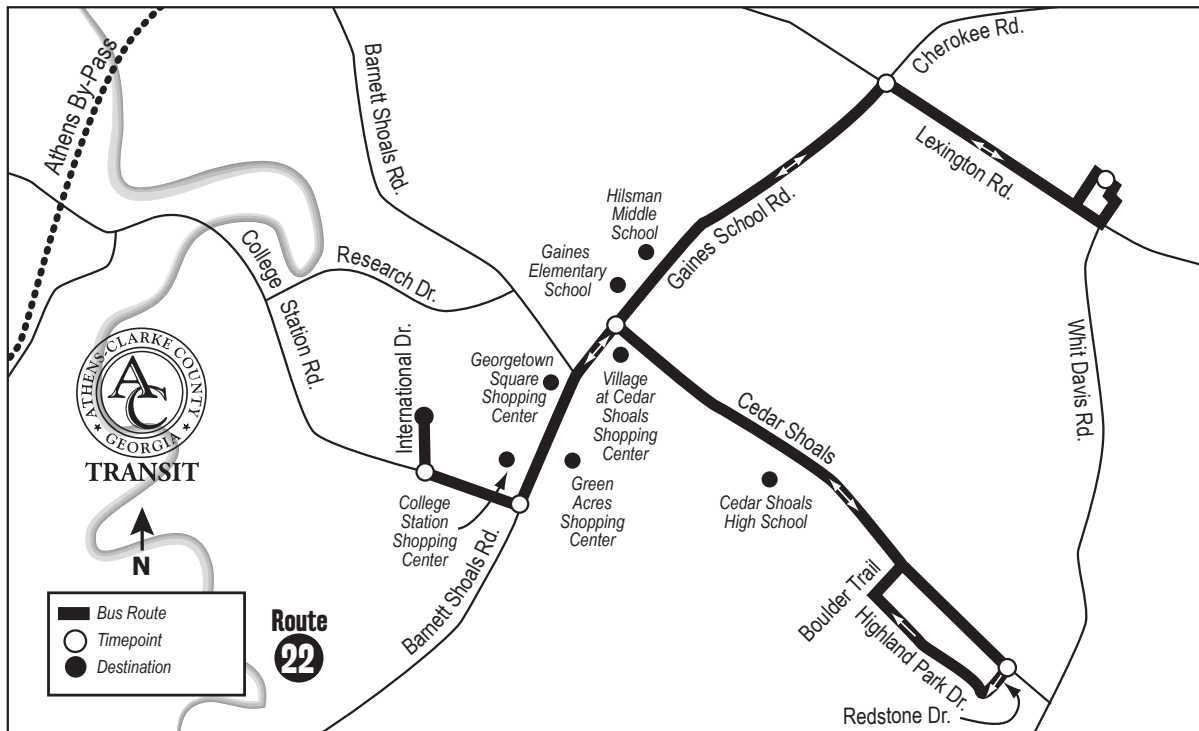 Athens By-Pass
Barnett Shoals Rd.
Cherokee Rd.
Lexington Rd.
Hilsman
Middle
School
Gaines School Rd.
Gaines
Elementary
School
College
Station Rd.
Research Dr.
International Dr.
Georgetown
Square
Shopping
Center
Village
at Cedar
Shoals
Shopping
Center
Cedar Shoals
Whit Davis Rd.
ATHENS-CLARKE COUNTY
AC
GEORGIA
TRANSIT
College
Station
Shopping
Center
Green
Acres
Shopping
Center
Cedar Shoals
High School
N
Barnett Shoals Rd.
Boulder Trail
Highland Park Dr.
Redstone Dr.
Bus Route
Timepoint
Destination
Route
22